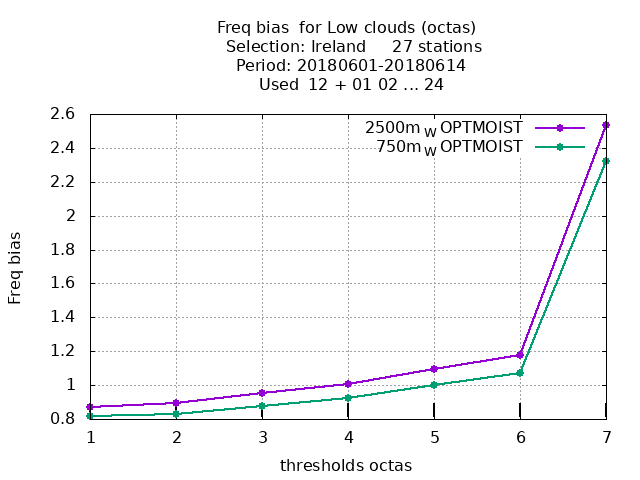 Freq bias  for Low clouds (octas)
Selection: Ireland     27 stations
Period: 20180601-20180614
Used  12 + 01 02 ... 24
2500m_W OPTMOIST
750m_W OPTMOIST
2.6
2.4
2.2
2
1.8
1.6
1.4
1.2
1
0.8
Freq bias
1 2 3 4 5 6 7
thresholds octas